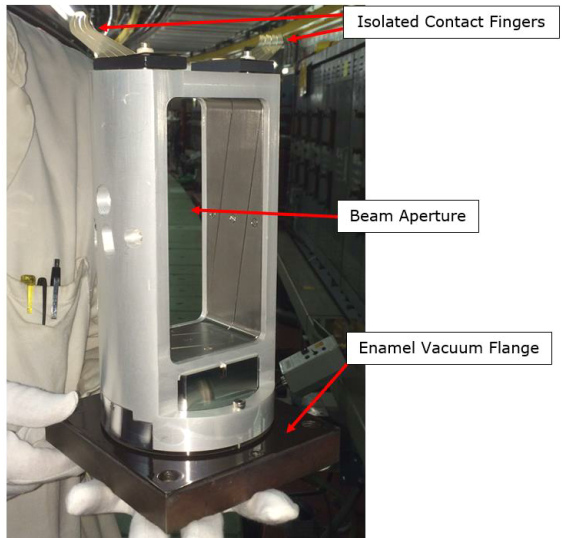 Isolated Contact Fingers
Beam Aperture
Enamel Vacuum Flange